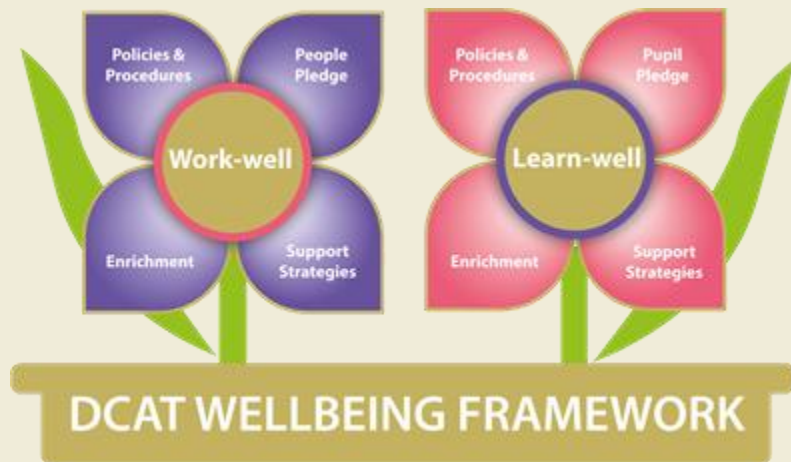 Policies &
Procedures
People
Pledge
Work-well
Enrichment
Support
Strategies
Policies &
Procedures
Pupil
Pledge
Learn-well
Enrichment
Support
Strategies
DCAT WELLBEING FRAMEWORK